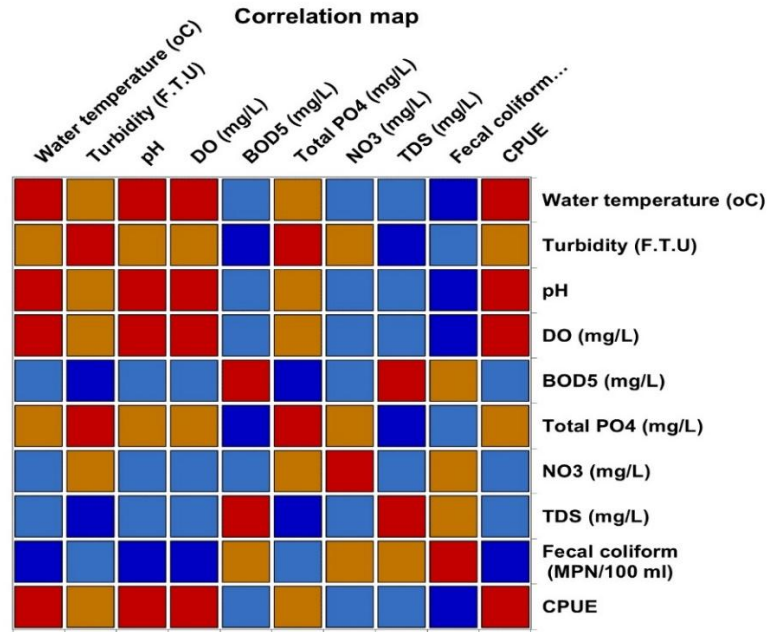 Correlation map
Water temperature (oC)
Turbidity (F.T.U)
pH
DO (mg/L)
BOD5 (mg/L)
Total PO4 (mg/L)
NO3 (mg/L)
TDS (mg/L)
Fecal coliform…
CPUE
Water temperature (oC)
Turbidity (F.T.U)
pH
DO (mg/L)
BOD5 (mg/L)
Total PO4 (mg/L)
NO3 (mg/L)
TDS (mg/L)
Fecal coliform
(MPN/100 ml)
CPUE